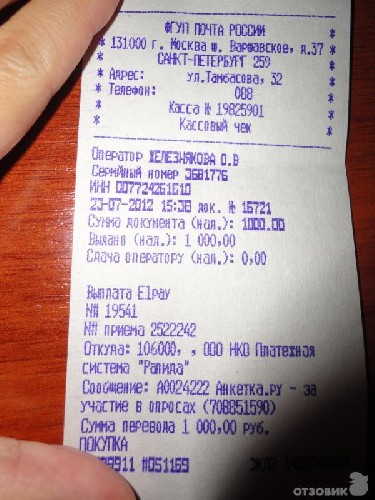 ФГУП ПОЧТА РОССИИ
* 131000 г. Москва ш. Варшавское, д.37 *
* САНКТ-ПЕТЕРБУРГ 259 *
* Адрес: ул.Тамбасова, 32 *
* Телефон: 008 *
* Касса № 19825901 *
* Кассовый чек *
Оператор ЖЕЛЕЗНЯКОВА О.В
Серийный номер 3681776
ИНН 007724261610
23-07-2012 15:38 док. № 16721
Сумма документа (нал.): 1000.00
Выдано (нал.): 1 000,00
Сдача оператору (нал.): 0,00
Выплата Elpay
N# 19541
N# приема 2522242
Откуда: 106000, , ООО НКО Платежная
система "Рапида"
Сообщение: A0024222 Анкетка.ру - за
участие в опросах (708851590)
Сумма перевода 1 000,00 руб.
ПОКУПКА
#051169
ОТЗОВИК